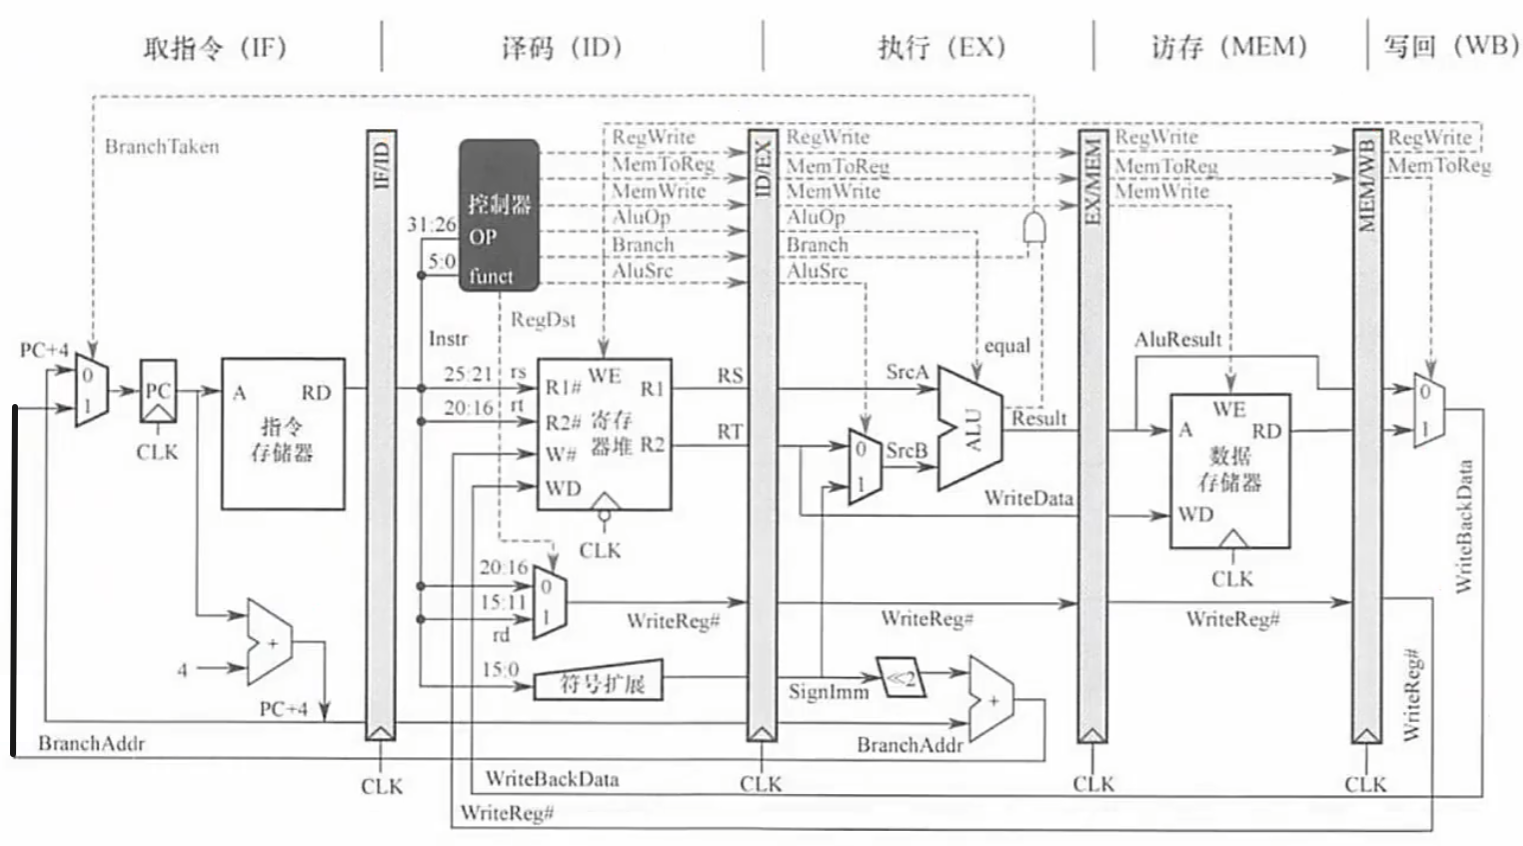 取指令（IF）
译码（ID）
执行（EX）
访存（MEM）
写回（WB）
BranchTaken
PC+4
0
1
PC
CLK
A
RD
指令
存储器
4
+
PC+4
BranchAddr
IF/ID
CLK
31:26
5:0
控制器
OP
funct
RegWrite
MemToReg
MemWrite
AluOp
Branch
AluSrc
RegDst
Instr
25:21 rs
20:16 rt
R1#
WE
R1
R2#
寄存
器堆
R2
W#
WD
CLK
20:16
15:11
rd
0
1
WriteReg#
15:0
符号扩展
WriteBackData
WriteReg#
RS
RT
ID/EX
CLK
RegWrite
MemToReg
MemWrite
AluOp
Branch
AluSrc
equal
SrcA
0
1
SrcB
ALU
Result
WriteData
WriteReg#
SignImm
≪2
+
BranchAddr
EX/MEM
CLK
RegWrite
MemToReg
MemWrite
AluResult
WE
A
RD
数据
存储器
WD
CLK
WriteReg#
MEM/WB
CLK
RegWrite
MemToReg
0
1
WriteBackData
WriteReg#